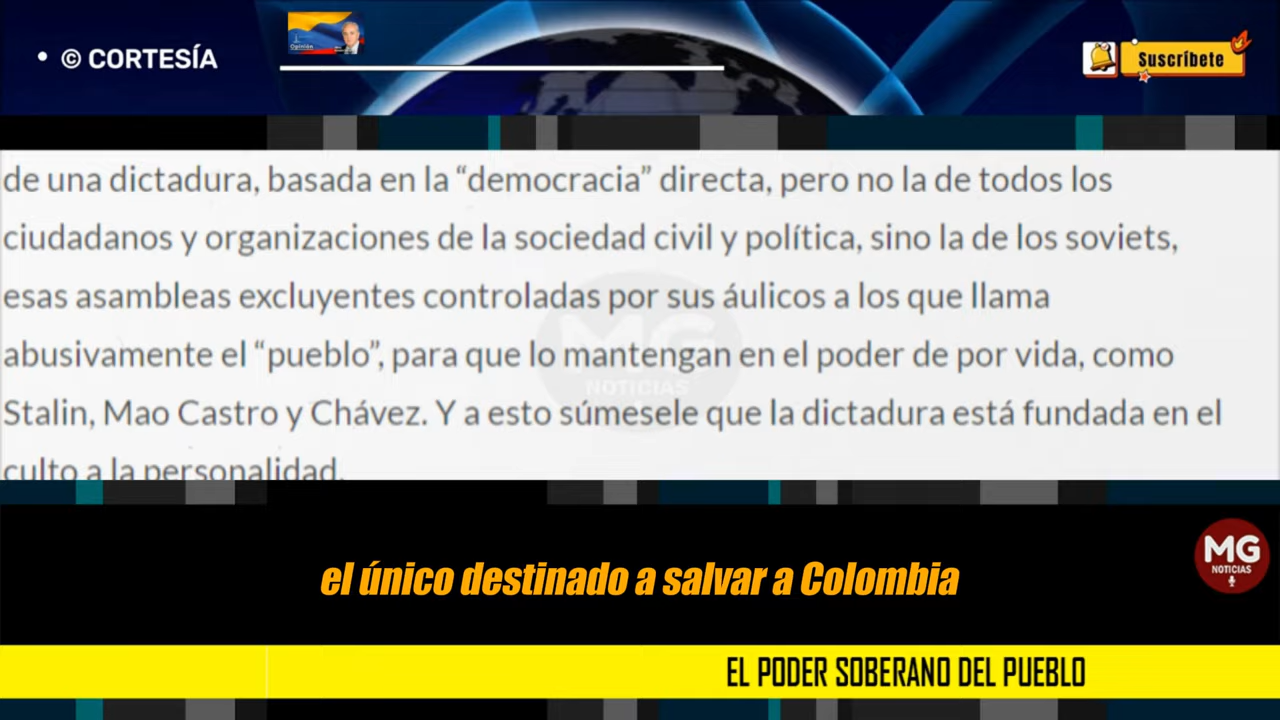 • © CORTESÍA
Opinión
Suscríbete
de una dictadura, basada en la “democracia” directa, pero no la de todos los
ciudadanos y organizaciones de la sociedad civil y política, sino la de los soviets,
esas asambleas excluyentes controladas por sus áulicos a los que llama
abusivamente el “pueblo”, para que lo mantengan en el poder de por vida, como
Stalin, Mao Castro y Chávez. Y a esto súmesele que la dictadura está fundada en el
culto a la personalidad.
MG
NOTICIAS
el único destinado a salvar a Colombia
MG
NOTICIAS
EL PODER SOBERANO DEL PUEBLO